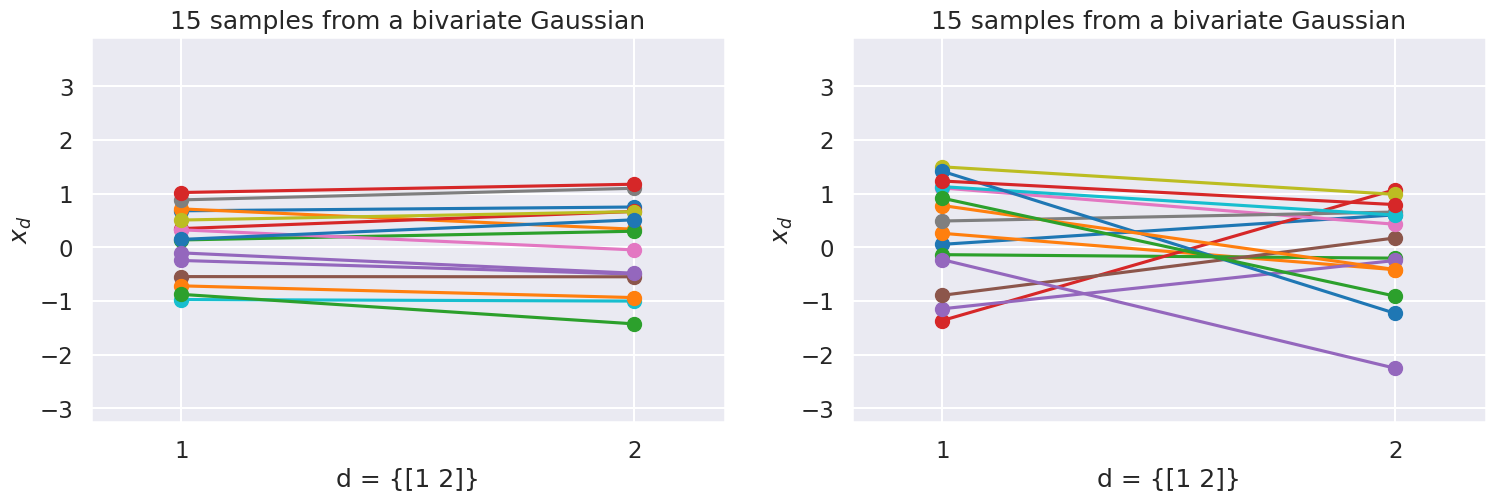 15 samples from a bivariate Gaussian
3
2
1
0
−1
−2
−3
x_d
1 2
d = {[1 2]}
15 samples from a bivariate Gaussian
3
2
1
0
−1
−2
−3
x_d
1 2
d = {[1 2]}